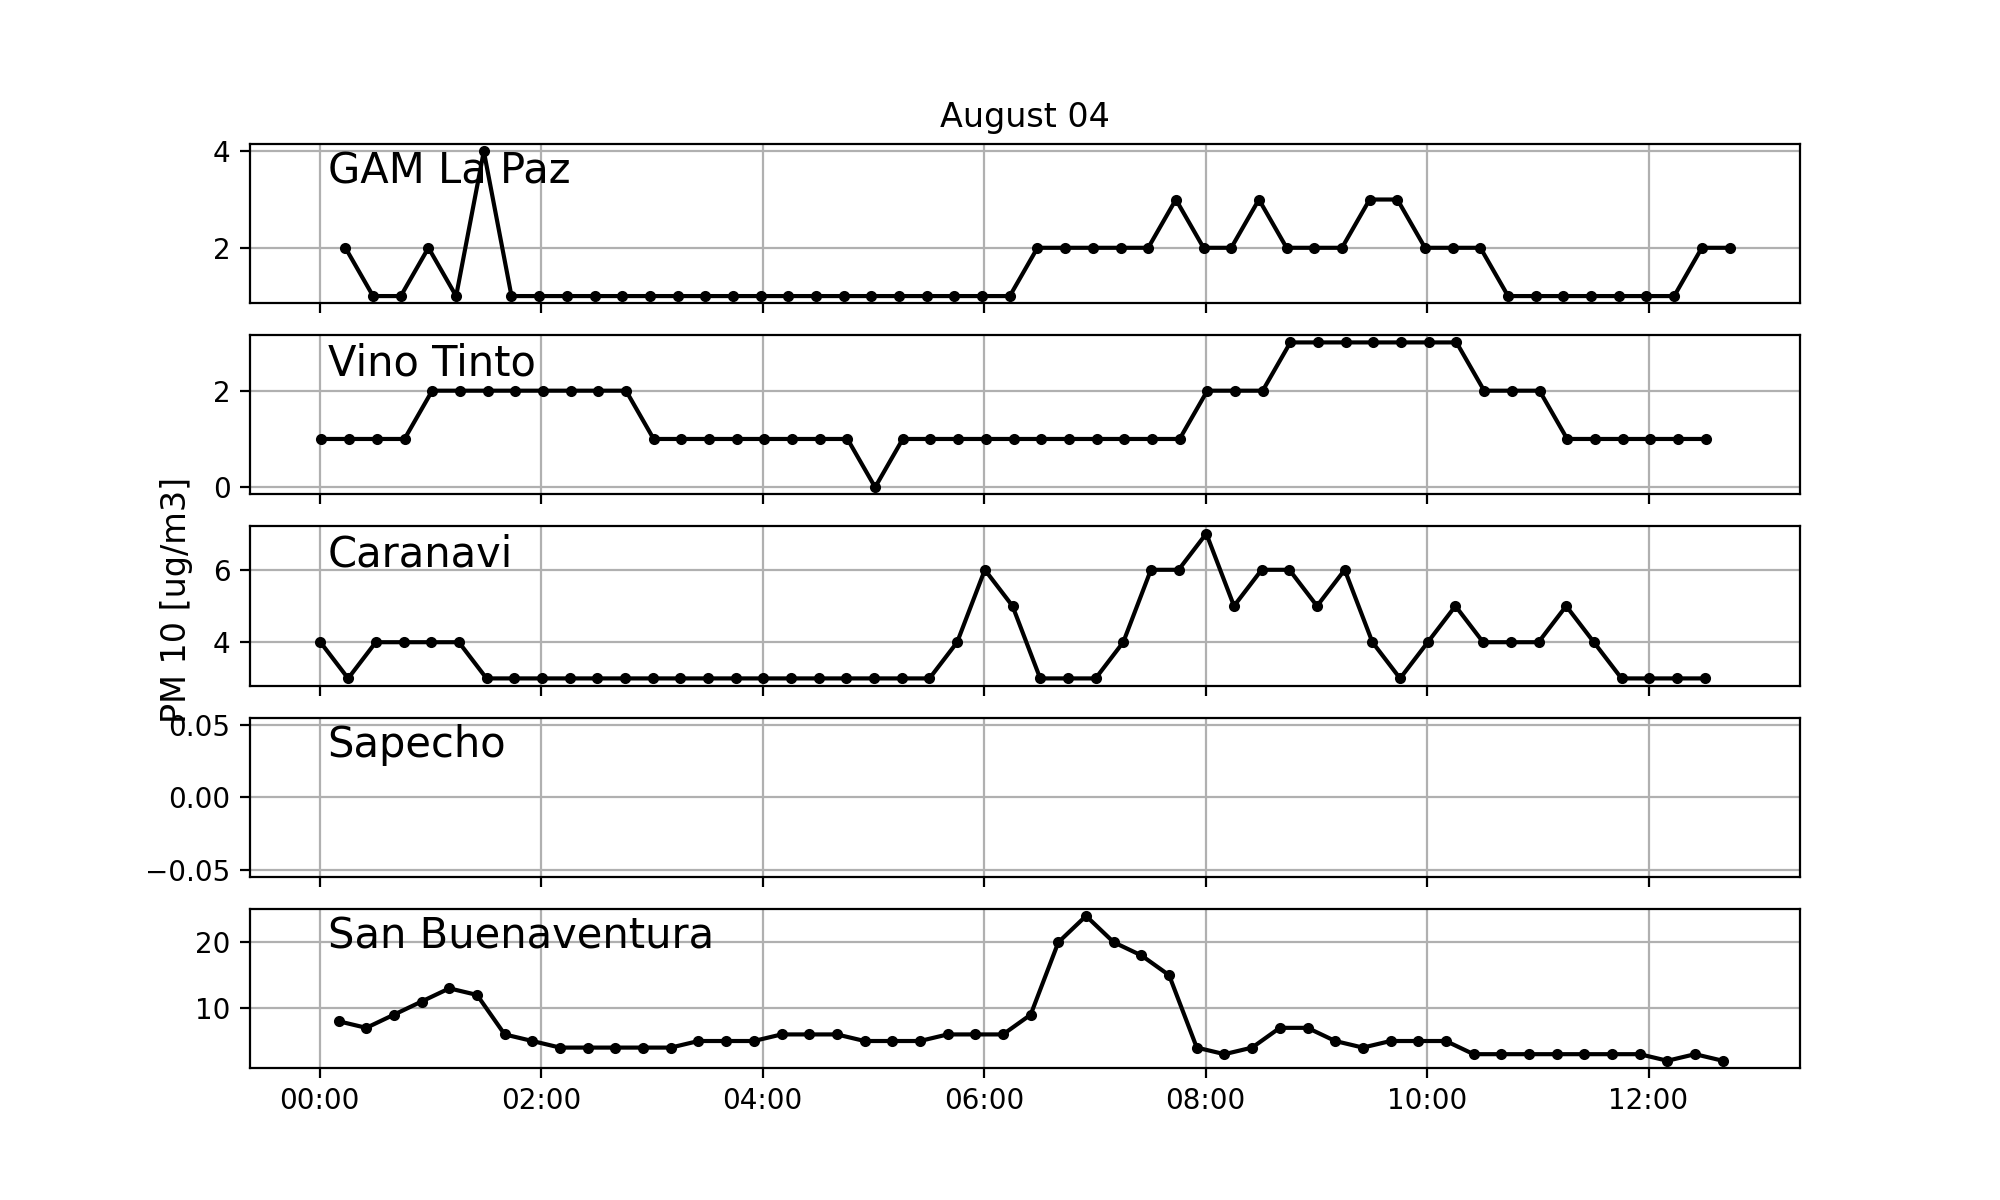 August 04
GAM La Paz
4
2
Vino Tinto
2
0
PM 10 [ug/m3]
Caranavi
6
4
Sapecho
0.05
0.00
−0.05
San Buenaventura
20
10
00:00 02:00 04:00 06:00 08:00 10:00 12:00